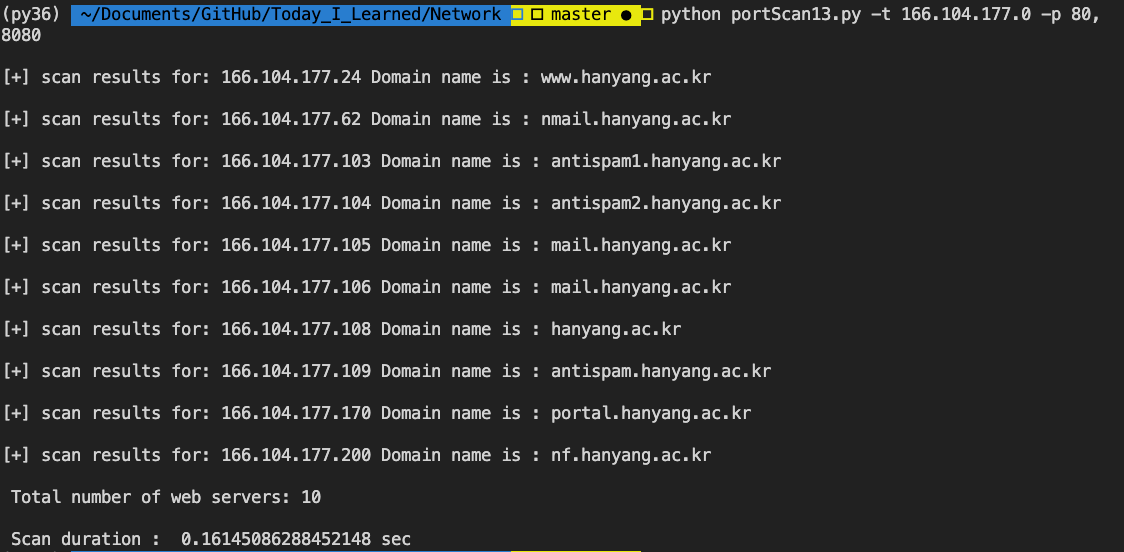 (py36) ~/Documents/GitHub/Today_I_Learned/Network master ● python portScan13.py -t 166.104.177.0 -p 80,
8080
[+] scan results for: 166.104.177.24 Domain name is : www.hanyang.ac.kr
[+] scan results for: 166.104.177.62 Domain name is : nmail.hanyang.ac.kr
[+] scan results for: 166.104.177.103 Domain name is : antispam1.hanyang.ac.kr
[+] scan results for: 166.104.177.104 Domain name is : antispam2.hanyang.ac.kr
[+] scan results for: 166.104.177.105 Domain name is : mail.hanyang.ac.kr
[+] scan results for: 166.104.177.106 Domain name is : mail.hanyang.ac.kr
[+] scan results for: 166.104.177.108 Domain name is : hanyang.ac.kr
[+] scan results for: 166.104.177.109 Domain name is : antispam.hanyang.ac.kr
[+] scan results for: 166.104.177.170 Domain name is : portal.hanyang.ac.kr
[+] scan results for: 166.104.177.200 Domain name is : nf.hanyang.ac.kr
Total number of web servers: 10
Scan duration :  0.16145086288452148 sec